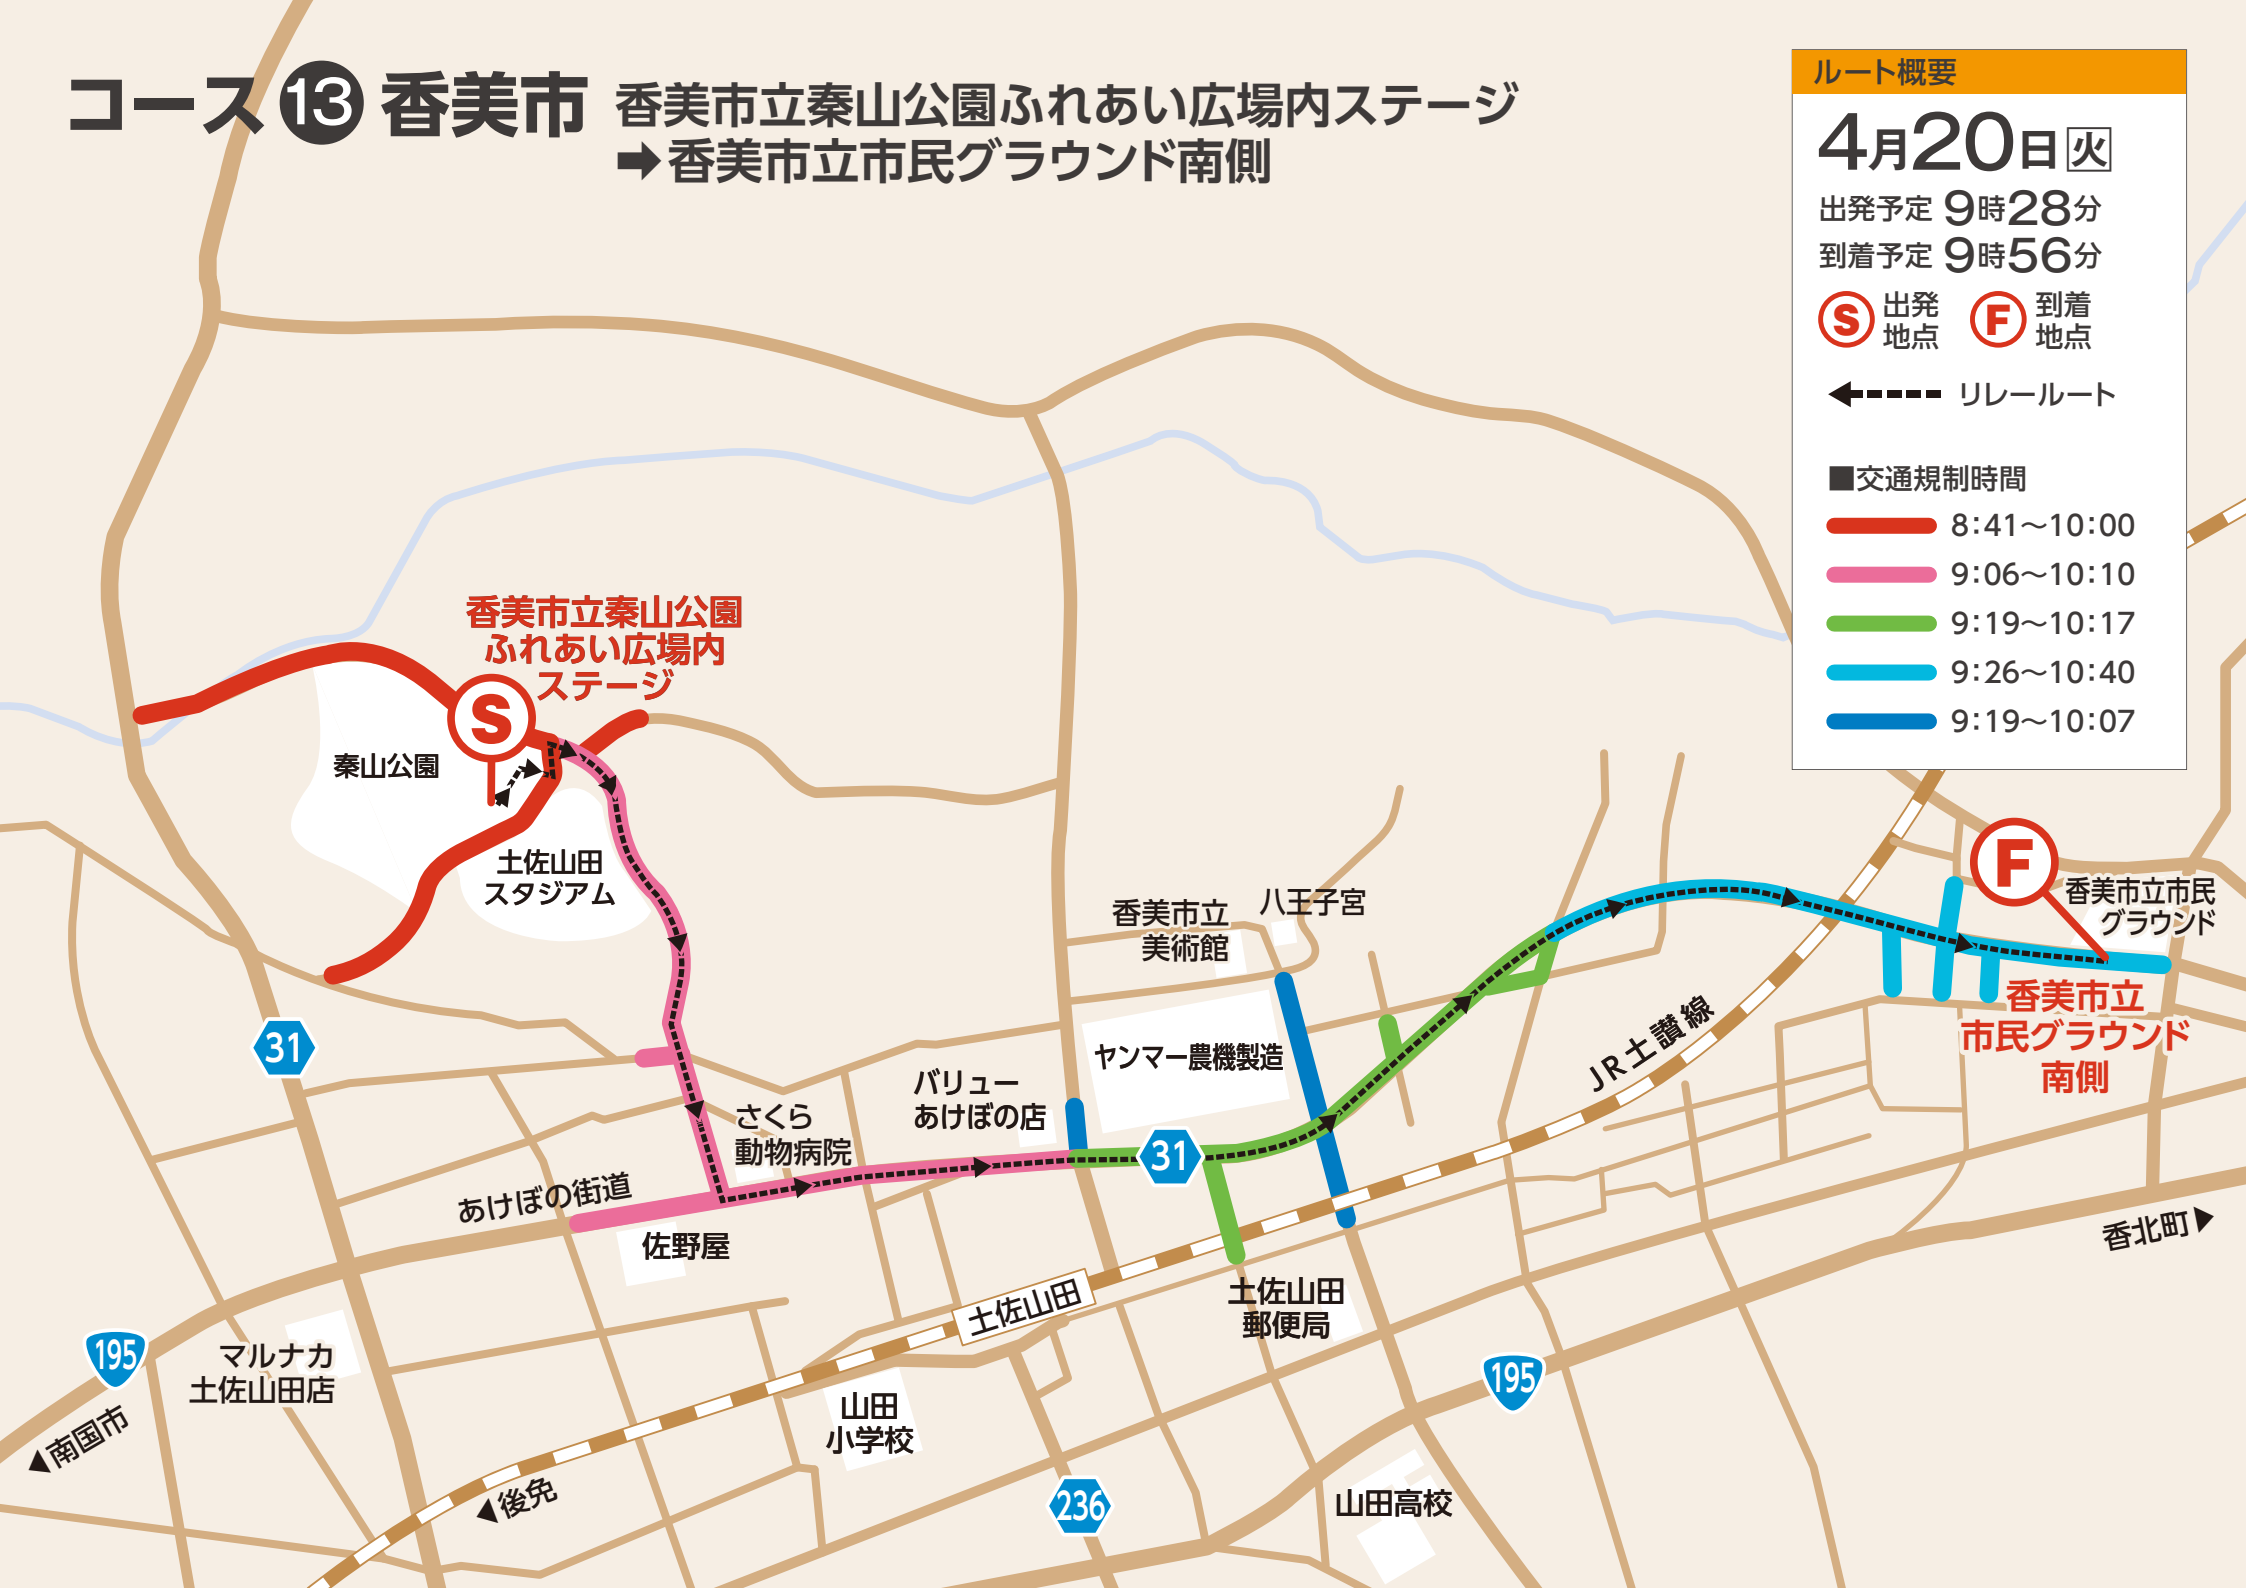 コース13 香美市
香美市立秦山公園ふれあい広場内ステージ
➡香美市立市民グラウンド南側
ルート概要
4月20日火
出発予定 9時28分
到着予定 9時56分
S 出発地点
F 到着地点
リレールート
■交通規制時間
8:41〜10:00
9:06〜10:10
9:19〜10:17
9:26〜10:40
9:19〜10:07
香美市立秦山公園
ふれあい広場内
ステージ
S
秦山公園
土佐山田
スタジアム
31
香美市立
美術館
八王子宮
ヤンマー農機製造
バリュー
あけぼの店
さくら
動物病院
31
あけぼの街道
佐野屋
JR土讃線
F
香美市立市民
グラウンド
香美市立
市民グラウンド
南側
香北町▶
土佐山田
土佐山田
郵便局
195
マルナカ
土佐山田店
◀南国市
◀後免
山田
小学校
236
195
山田高校